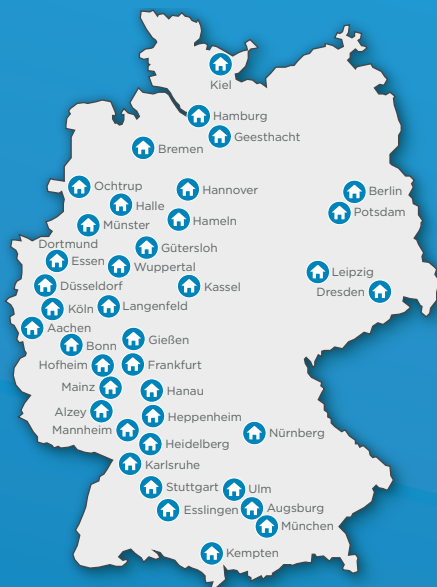 Kiel
Hamburg
Geesthacht
Bremen
Ochtrup
Hannover
Berlin
Halle
Potsdam
Münster
Hameln
Dortmund
Gütersloh
Essen
Wuppertal
Leipzig
Düsseldorf
Kassel
Dresden
Köln
Langenfeld
Aachen
Gießen
Bonn
Hofheim
Frankfurt
Mainz
Hanau
Alzey
Heppenheim
Mannheim
Nürnberg
Heidelberg
Karlsruhe
Stuttgart
Ulm
Esslingen
Augsburg
München
Kempten